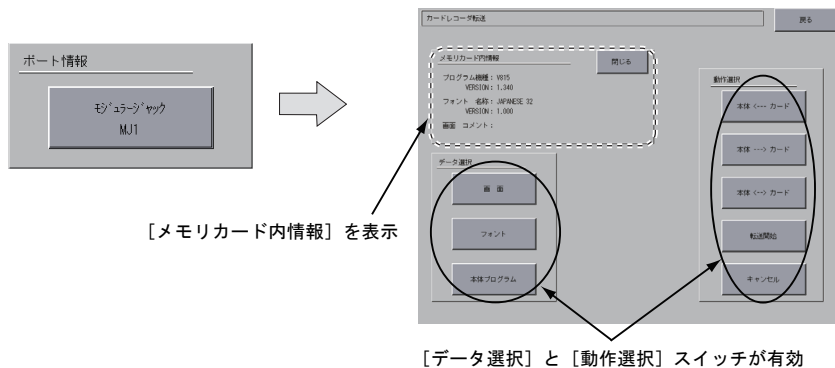 ポート情報
モジュラージャック
MJ1
カードレコーダ転送
戻る
メモリカード内情報
閉じる
プログラム機種：V815
VERSION：1,340
フォント　名称：JAPANESE 32
VERSION：1,000
画面　コメント：
データ選択
画　面
フォント
本体プログラム
動作選択
本体 <--- カード
本体 ---> カード
本体 <--> カード
転送開始
キャンセル
［メモリカード内情報］を表示
［データ選択］と［動作選択］スイッチが有効